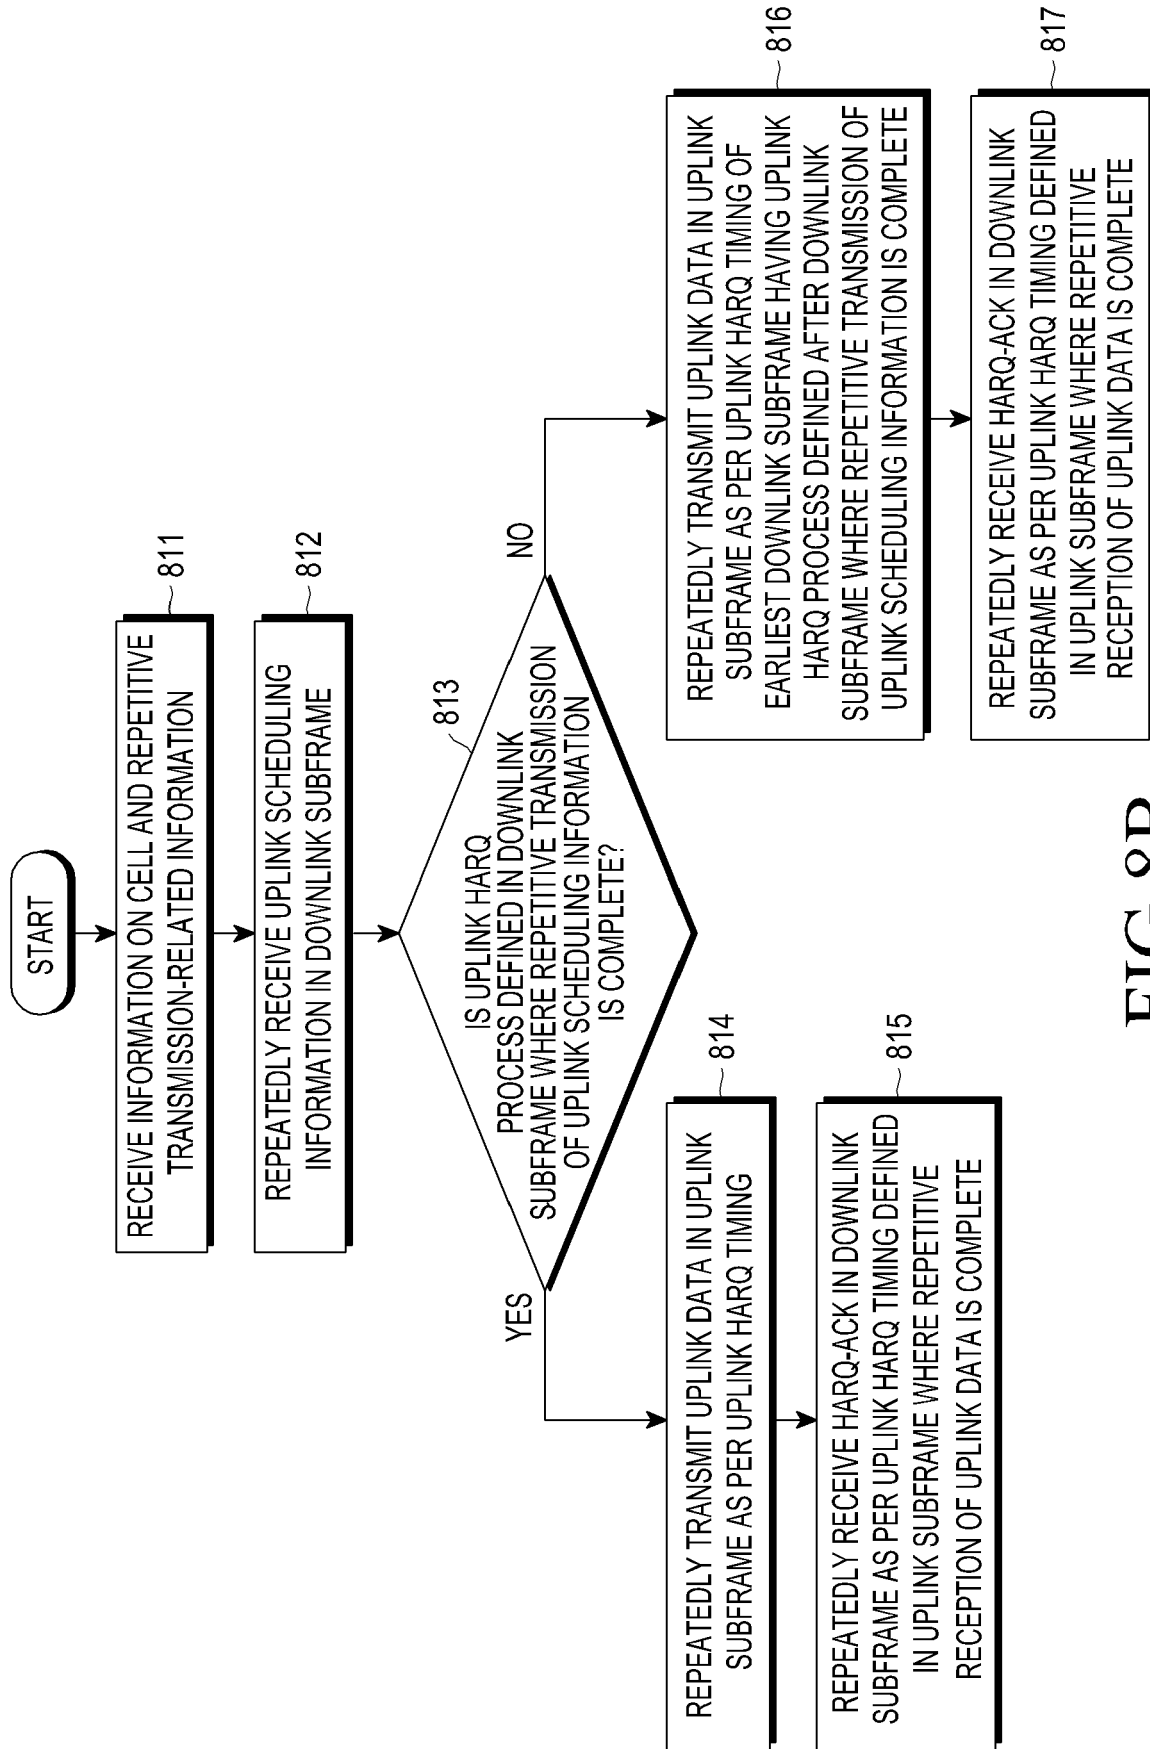 START
RECEIVE INFORMATION ON CELL AND REPETITIVE
TRANSMISSION-RELATED INFORMATION
811
REPEATEDLY RECEIVE UPLINK SCHEDULING
INFORMATION IN DOWNLINK SUBFRAME
812
IS UPLINK HARQ
PROCESS DEFINED IN DOWNLINK
SUBFRAME WHERE REPETITIVE TRANSMISSION
OF UPLINK SCHEDULING INFORMATION
IS COMPLETE?
813
YES
NO
REPEATEDLY TRANSMIT UPLINK DATA IN UPLINK
SUBFRAME AS PER UPLINK HARQ TIMING
814
REPEATEDLY RECEIVE HARQ-ACK IN DOWNLINK
SUBFRAME AS PER UPLINK HARQ TIMING DEFINED
IN UPLINK SUBFRAME WHERE REPETITIVE
RECEPTION OF UPLINK DATA IS COMPLETE
815
REPEATEDLY TRANSMIT UPLINK DATA IN UPLINK
SUBFRAME AS PER UPLINK HARQ TIMING OF
EARLIEST DOWNLINK SUBFRAME HAVING UPLINK
HARQ PROCESS DEFINED AFTER DOWNLINK
SUBFRAME WHERE REPETITIVE TRANSMISSION OF
UPLINK SCHEDULING INFORMATION IS COMPLETE
816
REPEATEDLY RECEIVE HARQ-ACK IN DOWNLINK
SUBFRAME AS PER UPLINK HARQ TIMING DEFINED
IN UPLINK SUBFRAME WHERE REPETITIVE
RECEPTION OF UPLINK DATA IS COMPLETE
817
FIG. 8B